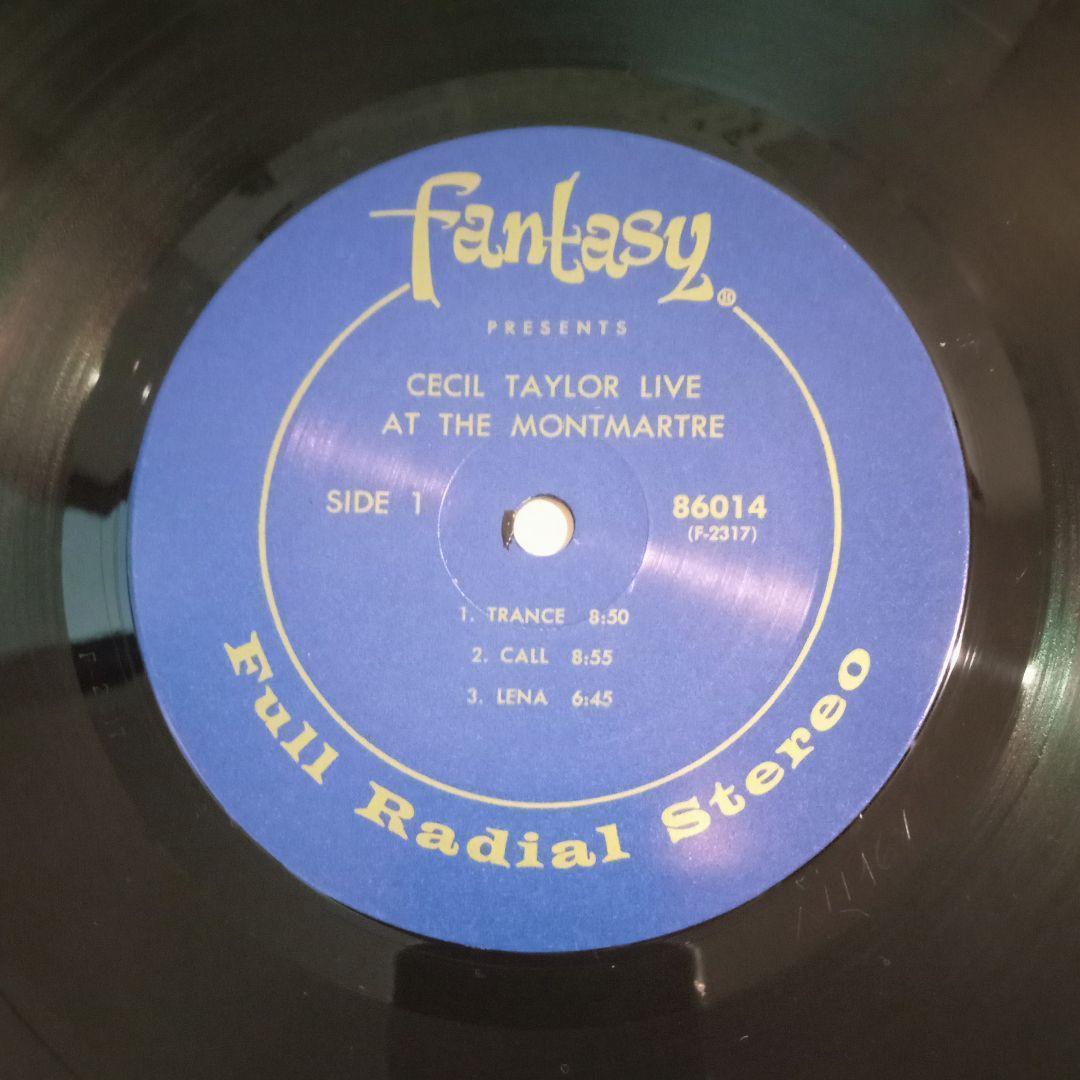 fantasy®
PRESENTS
CECIL TAYLOR LIVE
AT THE MONTMARTRE
SIDE 1
86014
(F-2317)
1. TRANCE 8:50
2. CALL 8:55
3. LENA 6:45
Full Radial Stereo